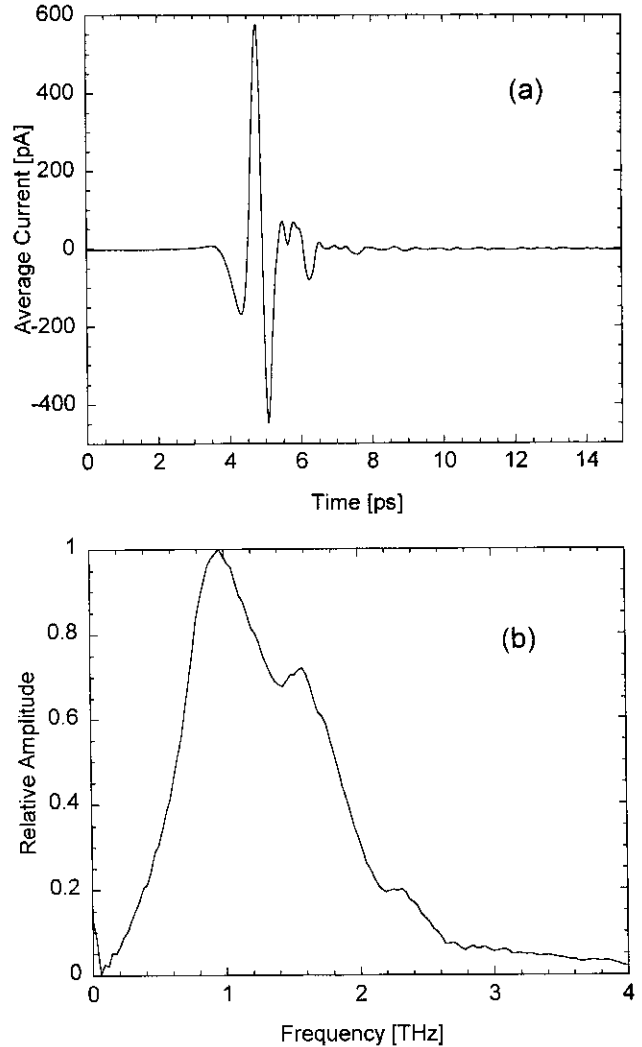 600
400
200
0
-200
-400
Average Current [pA]
(a)
0 2 4 6 8 10 12 14
Time [ps]
1
0.8
0.6
0.4
0.2
0
Relative Amplitude
(b)
0 1 2 3 4
Frequency [THz]